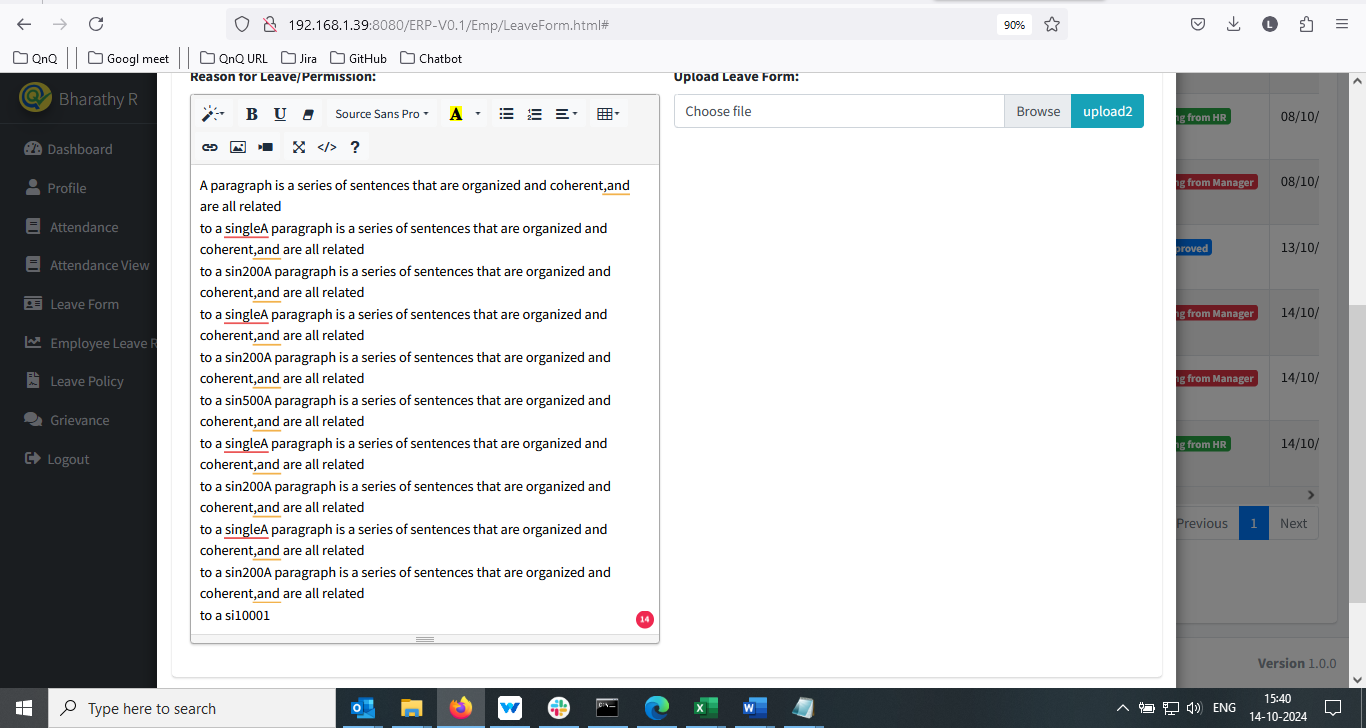 192.168.1.39:8080/ERP-V0.1/Emp/LeaveForm.html#
90%
L
QnQ
Googl meet
QnQ URL
Jira
GitHub
Chatbot
Bharathy R
Dashboard
Profile
Attendance
Attendance View
Leave Form
Employee Leave R
Leave Policy
Grievance
Logout
Reason for Leave/Permission:
B
U
Source Sans Pro
A
</>
?
A paragraph is a series of sentences that are organized and coherent,and
are all related
to a singleA paragraph is a series of sentences that are organized and
coherent,and are all related
to a sin200A paragraph is a series of sentences that are organized and
coherent,and are all related
to a singleA paragraph is a series of sentences that are organized and
coherent,and are all related
to a sin200A paragraph is a series of sentences that are organized and
coherent,and are all related
to a sin500A paragraph is a series of sentences that are organized and
coherent,and are all related
to a singleA paragraph is a series of sentences that are organized and
coherent,and are all related
to a sin200A paragraph is a series of sentences that are organized and
coherent,and are all related
to a singleA paragraph is a series of sentences that are organized and
coherent,and are all related
to a sin200A paragraph is a series of sentences that are organized and
coherent,and are all related
to a si10001
14
Upload Leave Form:
Choose file
Browse
upload2
ng from HR
08/10/
ng from Manager
08/10/
proved
13/10/
ng from Manager
14/10/
ng from Manager
14/10/
ng from HR
14/10/
Previous
1
Next
Version 1.0.0
Type here to search
ENG
15:40
14-10-2024